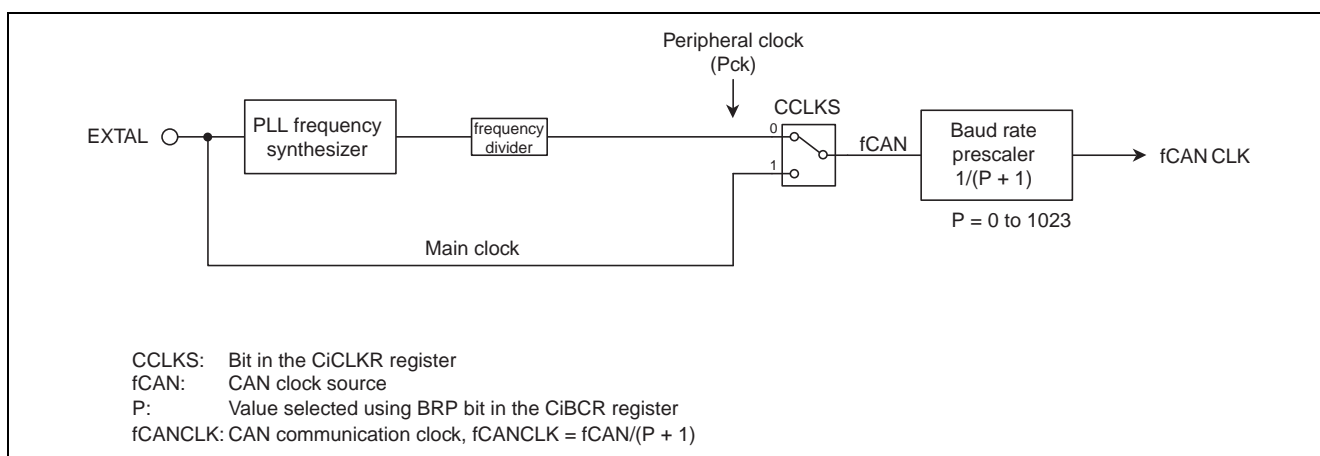 Peripheral clock
(Pck)
CCLKS
EXTAL
PLL frequency
synthesizer
frequency
divider
0
1
fCAN
Baud rate
prescaler
1/(P + 1)
fCAN CLK
P = 0 to 1023
Main clock
CCLKS: Bit in the CiCLKR register
fCAN: CAN clock source
P: Value selected using BRP bit in the CiBCR register
fCANCLK: CAN communication clock, fCANCLK = fCAN/(P + 1)